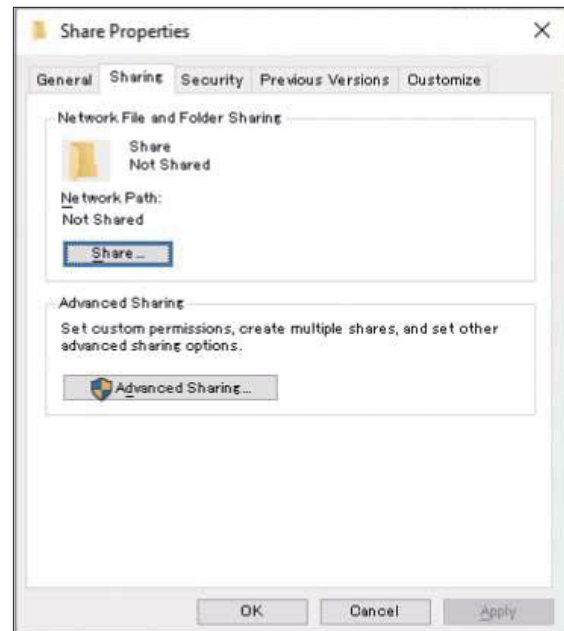 Share Properties
General Sharing Security Previous Versions Customize
Network File and Folder Sharing
Share
Not Shared
Network Path:
Not Shared
Share...
Advanced Sharing
Set custom permissions, create multiple shares, and set other
advanced sharing options.
Advanced Sharing...
OK Cancel Apply